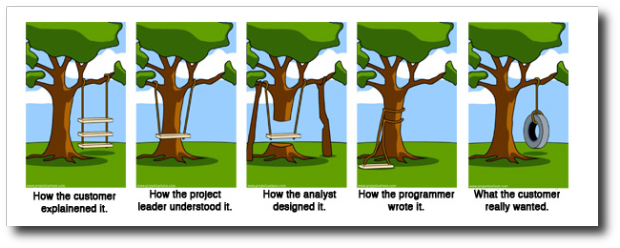 How the customer
explainened it.
How the project
leader understood it.
How the analyst
designed it.
How the programmer
wrote it.
What the customer
really wanted.